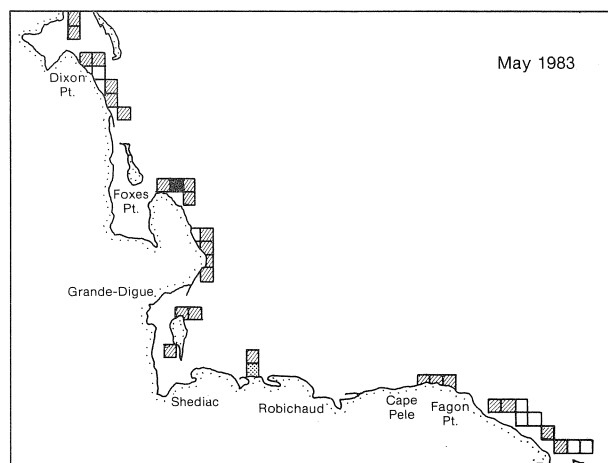 May 1983
Dixon
Pt.
Foxes
Pt.
Grande-Digue
Shediac
Robichaud
Cape
Pele
Fagon
Pt.